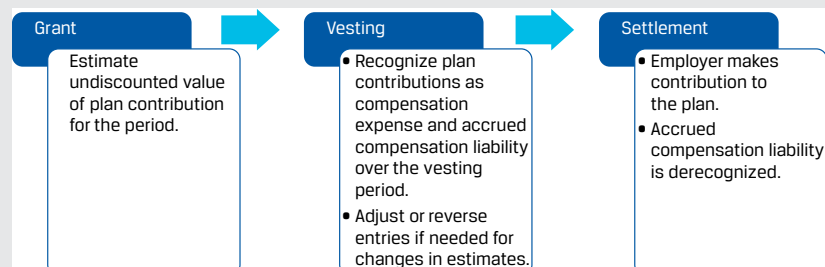 Grant
Estimate
undiscounted value
of plan contribution
for the period.
Vesting
• Recognize plan
contributions as
compensation
expense and accrued
compensation liability
over the vesting
period.
• Adjust or reverse
entries if needed for
changes in estimates.
Settlement
• Employer makes
contribution to
the plan.
• Accrued
compensation liability
is derecognized.